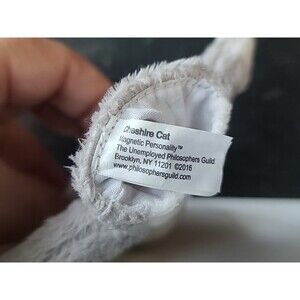 Cheshire Cat
Magnetic Personality™
The Unemployed Philosophers Guild
Brooklyn, NY 11201 ©2016
www.philosophersguild.com